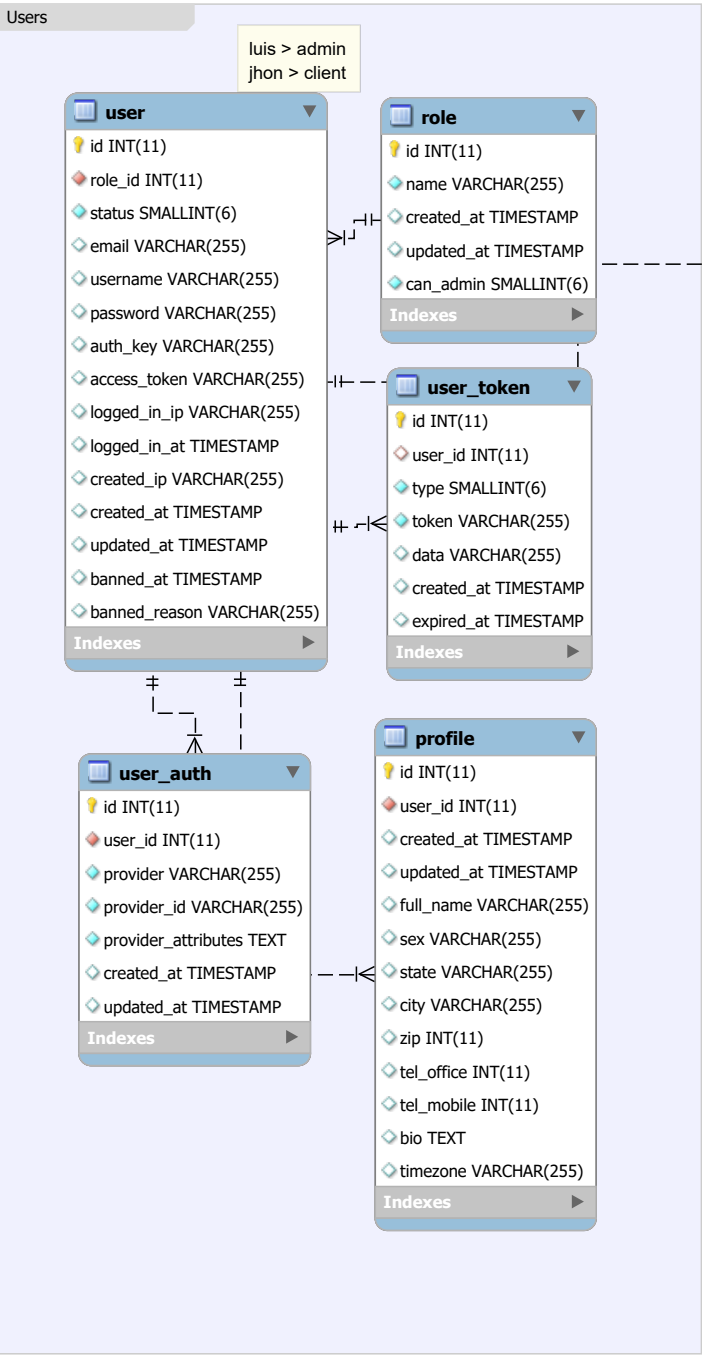 Users
luis > admin
jhon > client
user
id INT(11)
role_id INT(11)
status SMALLINT(6)
email VARCHAR(255)
username VARCHAR(255)
password VARCHAR(255)
auth_key VARCHAR(255)
access_token VARCHAR(255)
logged_in_ip VARCHAR(255)
logged_in_at TIMESTAMP
created_ip VARCHAR(255)
created_at TIMESTAMP
updated_at TIMESTAMP
banned_at TIMESTAMP
banned_reason VARCHAR(255)
Indexes
role
id INT(11)
name VARCHAR(255)
created_at TIMESTAMP
updated_at TIMESTAMP
can_admin SMALLINT(6)
Indexes
user_token
id INT(11)
user_id INT(11)
type SMALLINT(6)
token VARCHAR(255)
data VARCHAR(255)
created_at TIMESTAMP
expired_at TIMESTAMP
Indexes
user_auth
id INT(11)
user_id INT(11)
provider VARCHAR(255)
provider_id VARCHAR(255)
provider_attributes TEXT
created_at TIMESTAMP
updated_at TIMESTAMP
Indexes
profile
id INT(11)
user_id INT(11)
created_at TIMESTAMP
updated_at TIMESTAMP
full_name VARCHAR(255)
sex VARCHAR(255)
state VARCHAR(255)
city VARCHAR(255)
zip INT(11)
tel_office INT(11)
tel_mobile INT(11)
bio TEXT
timezone VARCHAR(255)
Indexes